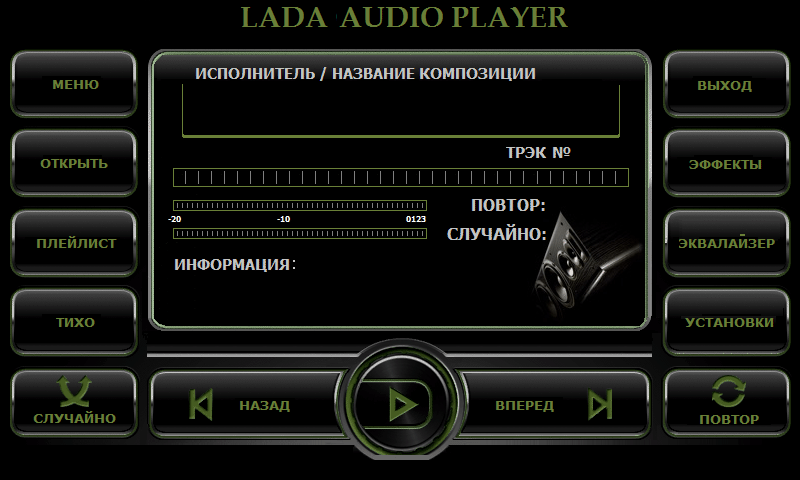 LADA AUDIO PLAYER
МЕНЮ
ОТКРЫТЬ
ПЛЕЙЛИСТ
ТИХО
СЛУЧАЙНО
ИСПОЛНИТЕЛЬ / НАЗВАНИЕ КОМПОЗИЦИИ
ТРЭК №
-20 -10 0123
ПОВТОР:
СЛУЧАЙНО:
ИНФОРМАЦИЯ:
НАЗАД
ВПЕРЕД
ВЫХОД
ЭФФЕКТЫ
ЭКВАЛАЙЗЕР
УСТАНОВКИ
ПОВТОР